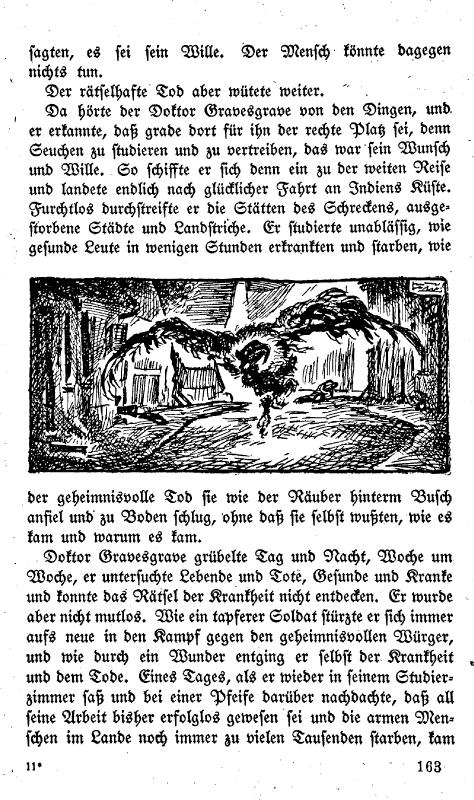 sagten, es sei sein Wille. Der Mensch könnte dagegen
nichts tun.
Der rätselhafte Tod aber wütete weiter.
Da hörte der Doktor Gravesgrave von den Dingen, und
er erkannte, daß grade dort für ihn der rechte Platz sei, denn
Seuchen zu studieren und zu vertreiben, das war sein Wunsch
und Wille. So schiffte er sich denn ein zu der weiten Reise
und landete endlich nach glücklicher Fahrt an Indiens Küste.
Furchtlos durchstreifte er die Stätten des Schreckens, ausge-
storbene Städte und Landstriche. Er studierte unablässig, wie
gesunde Leute in wenigen Stunden erkrankten und starben, wie
der geheimnisvolle Tod sie wie der Räuber hinterm Busch
anfiel und zu Boden schlug, ohne daß sie selbst wußten, wie es
kam und warum es kam.
Doktor Gravesgrave grübelte Tag und Nacht, Woche um
Woche, er untersuchte Lebende und Tote, Gesunde und Kranke
und konnte das Rätsel der Krankheit nicht entdecken. Er wurde
aber nicht mutlos. Wie ein tapferer Soldat stürzte er sich immer
aufs neue in den Kampf gegen den geheimnisvollen Würger,
und wie durch ein Wunder entging er selbst der Krankheit
und dem Tode. Eines Tages, als er wieder in seinem Studier-
zimmer saß und bei einer Pfeife darüber nachdachte, daß all
seine Arbeit bisher erfolglos gewesen sei und die armen Men-
schen im Lande noch immer zu vielen Tausenden starben, kam
11* 163